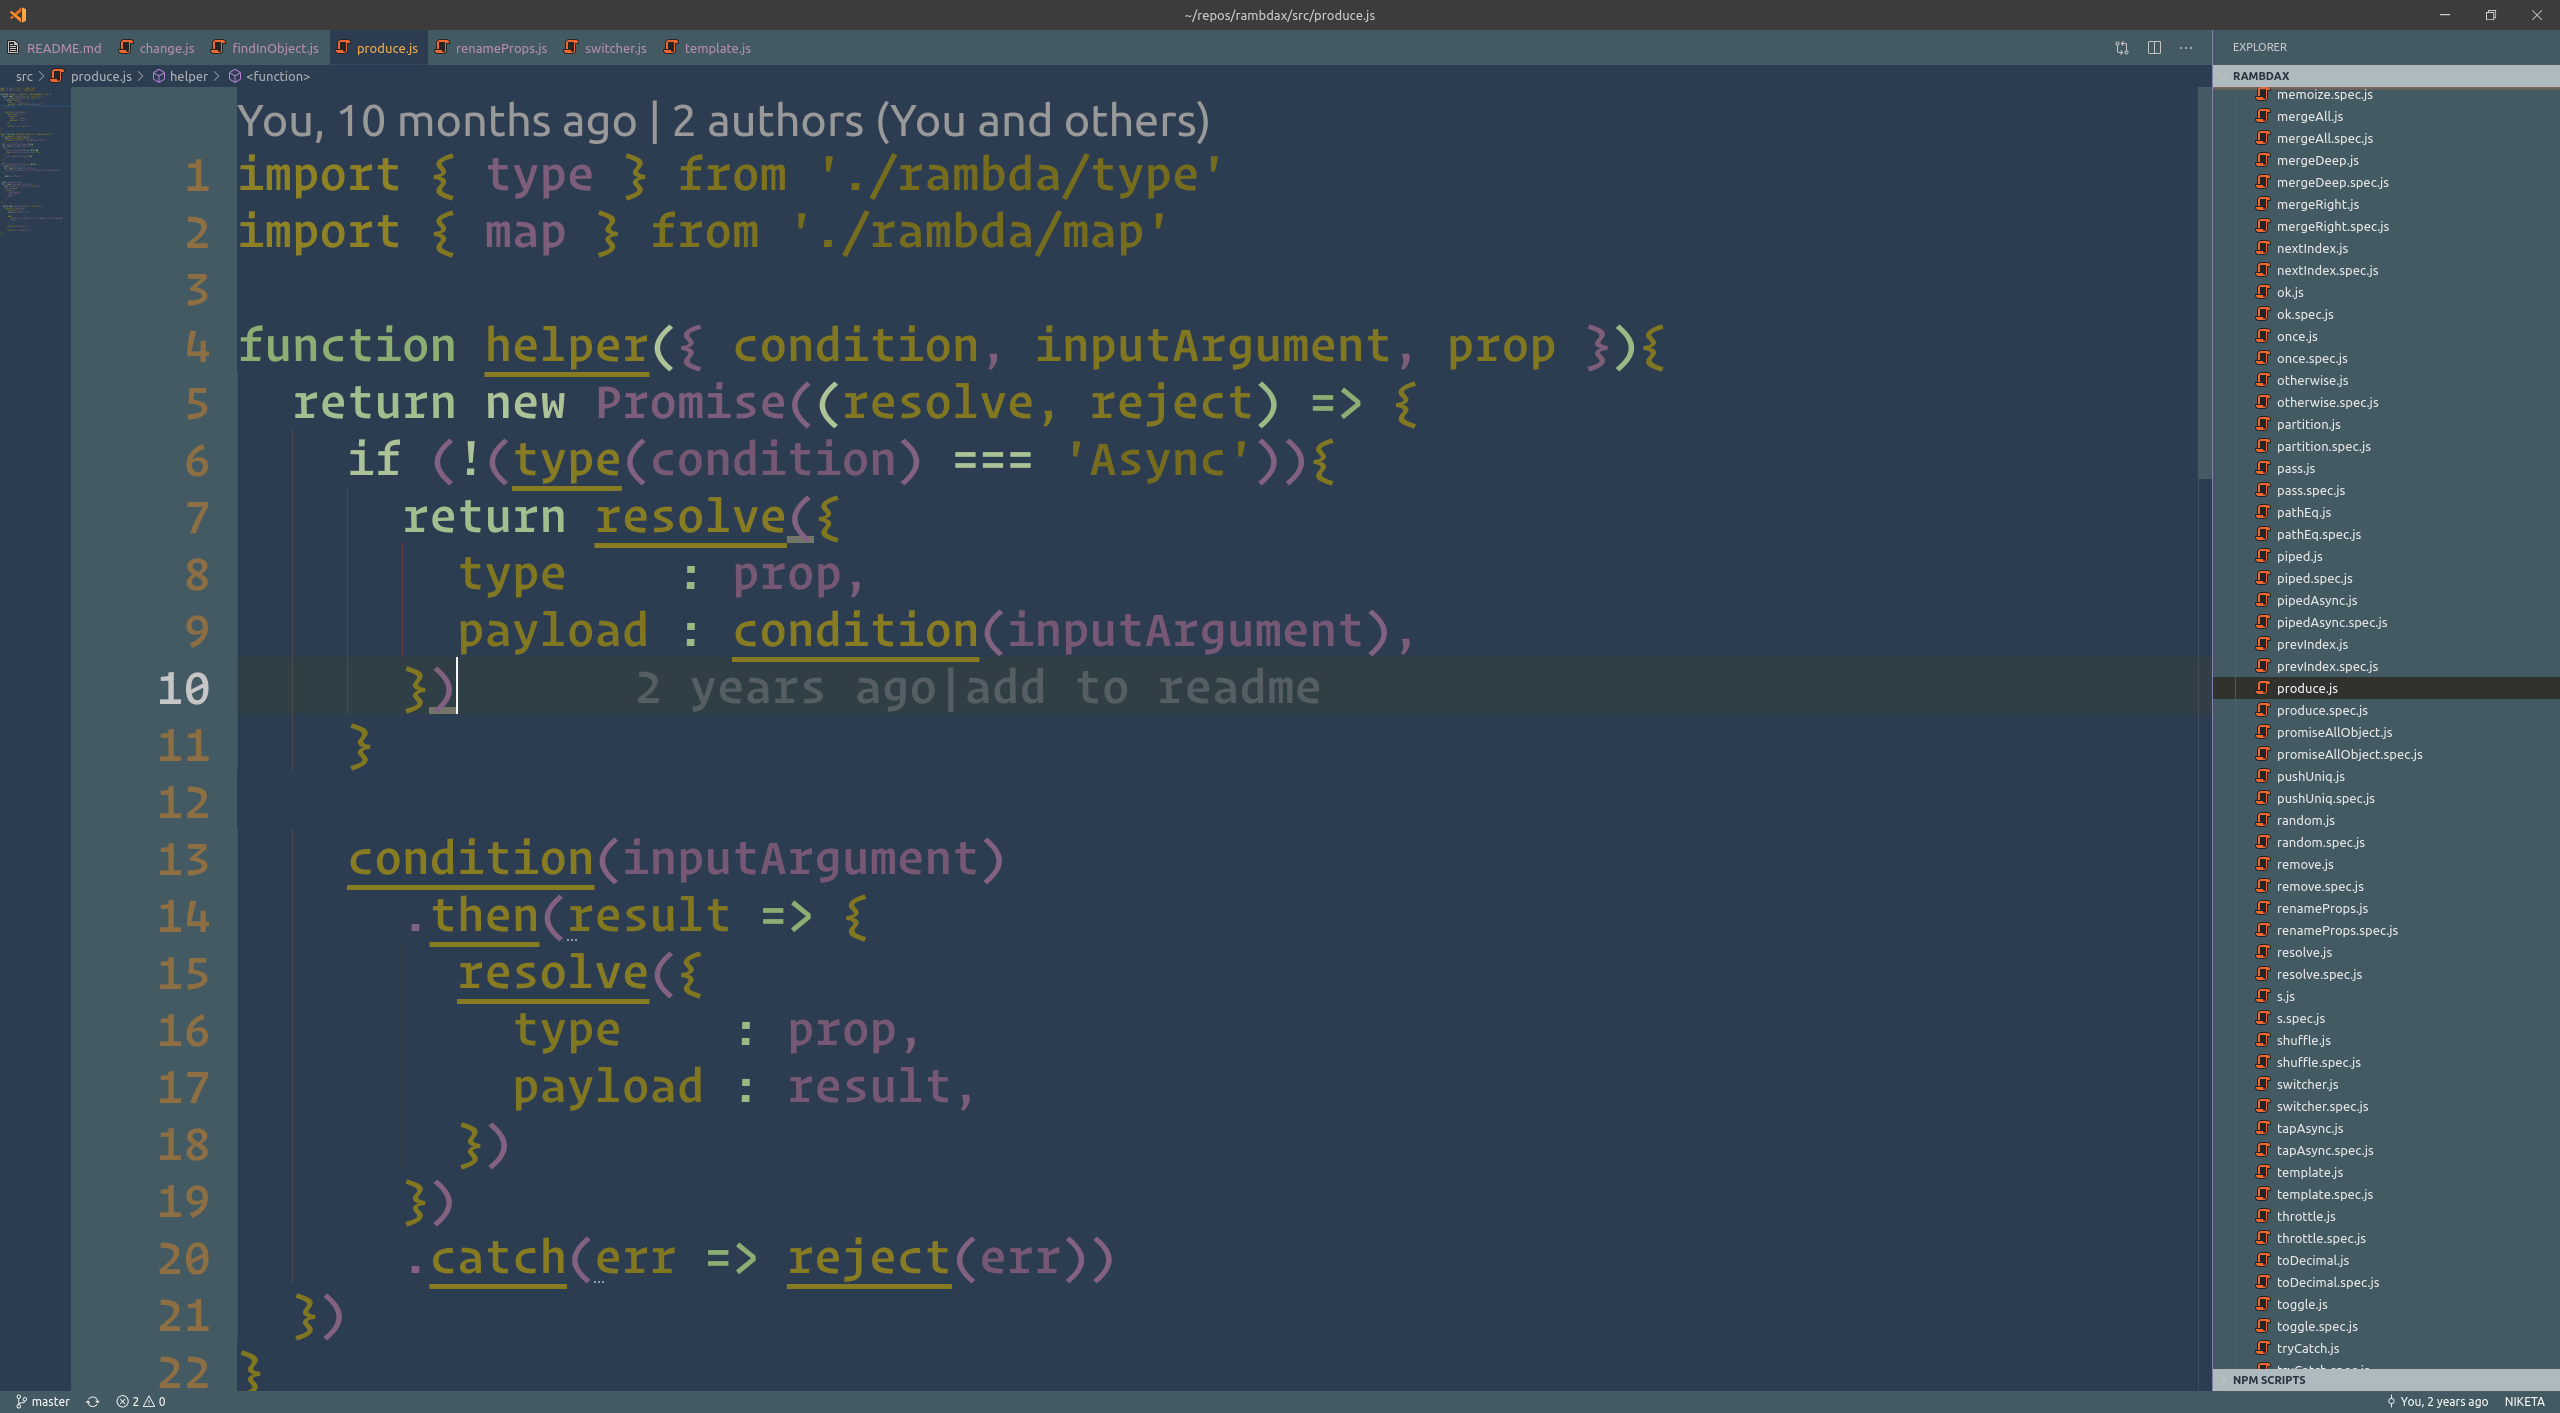 ~/repos/rambdax/src/produce.js
README.md change.js findInObject.js produce.js renameProps.js switcher.js template.js
src > produce.js > helper > <function>
You, 10 months ago | 2 authors (You and others)
1 import { type } from './rambda/type'
2 import { map } from './rambda/map'
3
4 function helper({ condition, inputArgument, prop }){
5   return new Promise((resolve, reject) => {
6     if (!(type(condition) === 'Async')){
7       return resolve({
8         type    : prop,
9         payload : condition(inputArgument),
10       }) 2 years ago|add to readme
11     }
12
13     condition(inputArgument)
14       .then(result => {
15         resolve({
16           type    : prop,
17           payload : result,
18         })
19       })
20       .catch(err => reject(err))
21   })
22 }
EXPLORER
RAMBDAX
memoize.spec.js
mergeAll.js
mergeAll.spec.js
mergeDeep.js
mergeDeep.spec.js
mergeRight.js
mergeRight.spec.js
nextIndex.js
nextIndex.spec.js
ok.js
ok.spec.js
once.js
once.spec.js
otherwise.js
otherwise.spec.js
partition.js
partition.spec.js
pass.js
pass.spec.js
pathEq.js
pathEq.spec.js
piped.js
piped.spec.js
pipedAsync.js
pipedAsync.spec.js
prevIndex.js
prevIndex.spec.js
produce.js
produce.spec.js
promiseAllObject.js
promiseAllObject.spec.js
pushUniq.js
pushUniq.spec.js
random.js
random.spec.js
remove.js
remove.spec.js
renameProps.js
renameProps.spec.js
resolve.js
resolve.spec.js
s.js
s.spec.js
shuffle.js
shuffle.spec.js
switcher.js
switcher.spec.js
tapAsync.js
tapAsync.spec.js
template.js
template.spec.js
throttle.js
throttle.spec.js
toDecimal.js
toDecimal.spec.js
toggle.js
toggle.spec.js
tryCatch.js
NPM SCRIPTS
master 2 0
You, 2 years ago NIKETA